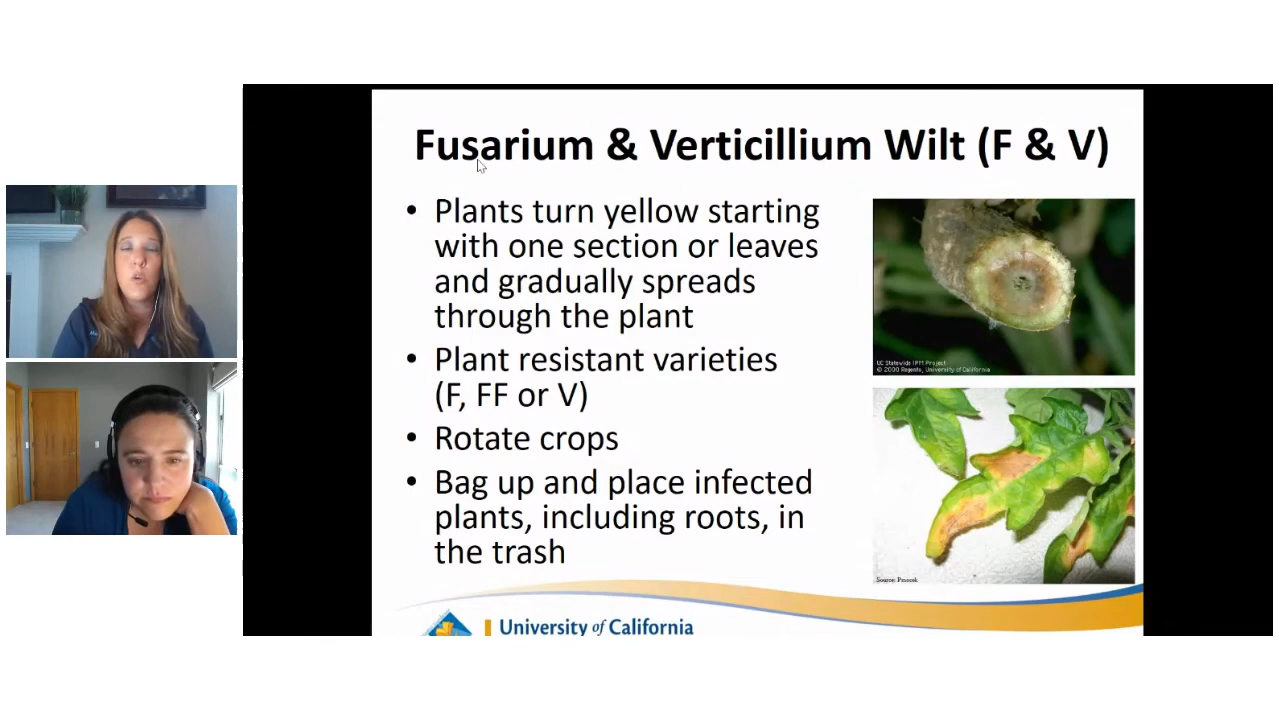 Fusarium & Verticillium Wilt (F & V)
• Plants turn yellow starting
with one section or leaves
and gradually spreads
through the plant
• Plant resistant varieties
(F, FF or V)
• Rotate crops
• Bag up and place infected
plants, including roots, in
the trash
UC Statewide IPM Project
© 2000 Regents, University of California
University of California